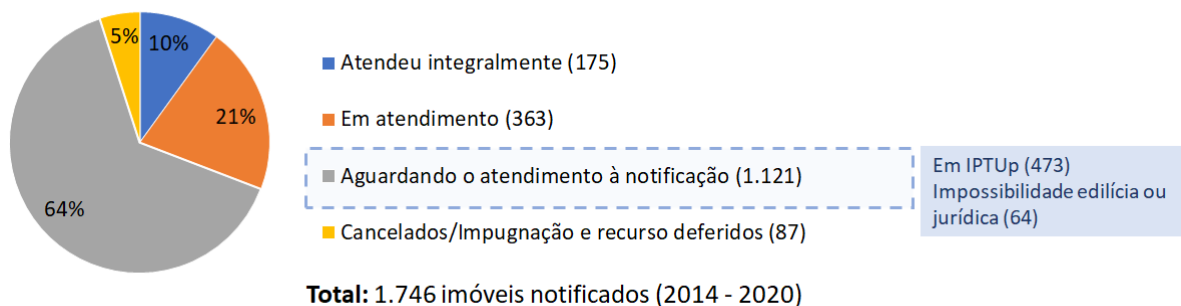 5%
10%
21%
64%
Atendeu integralmente (175)
Em atendimento (363)
Aguardando o atendimento à notificação (1.121)
Em IPTUp (473)
Impossibilidade edilícia ou
jurídica (64)
Cancelados/Impugnação e recurso deferidos (87)
Total: 1.746 imóveis notificados (2014 - 2020)